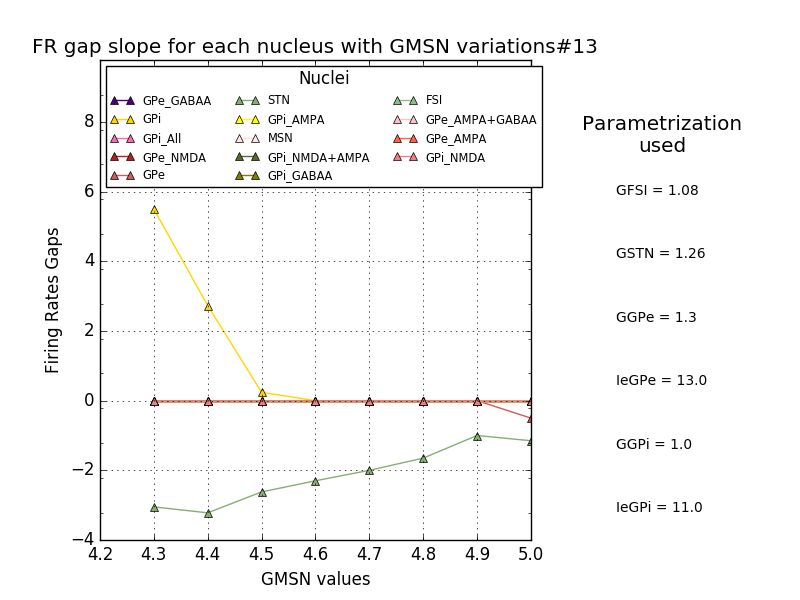 FR gap slope for each nucleus with GMSN variations#13
Nuclei
GPe_GABAA STN FSI
GPi GPi_AMPA GPe_AMPA+GABAA
GPi_All MSN GPe_AMPA
GPe_NMDA GPi_NMDA+AMPA GPi_NMDA
GPe GPi_GABAA
8
6
4
2
0
−2
−4
Firing Rates Gaps
4.2 4.3 4.4 4.5 4.6 4.7 4.8 4.9 5.0
GMSN values
Parametrization
used
GFSI = 1.08
GSTN = 1.26
GGPe = 1.3
IeGPe = 13.0
GGPi = 1.0
IeGPi = 11.0